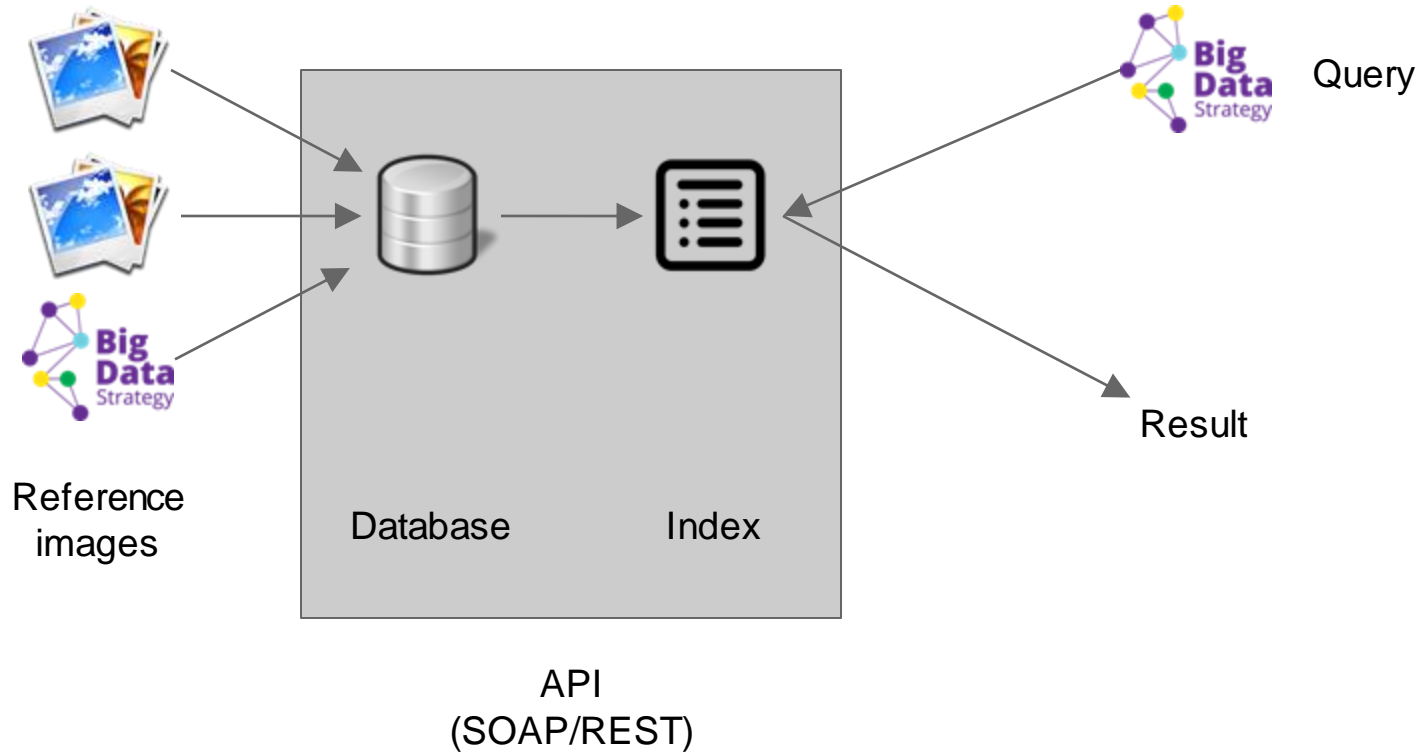 Big
Data
Strategy
Query
Big
Data
Strategy
Result
Reference
images
Database
Index
API
(SOAP/REST)